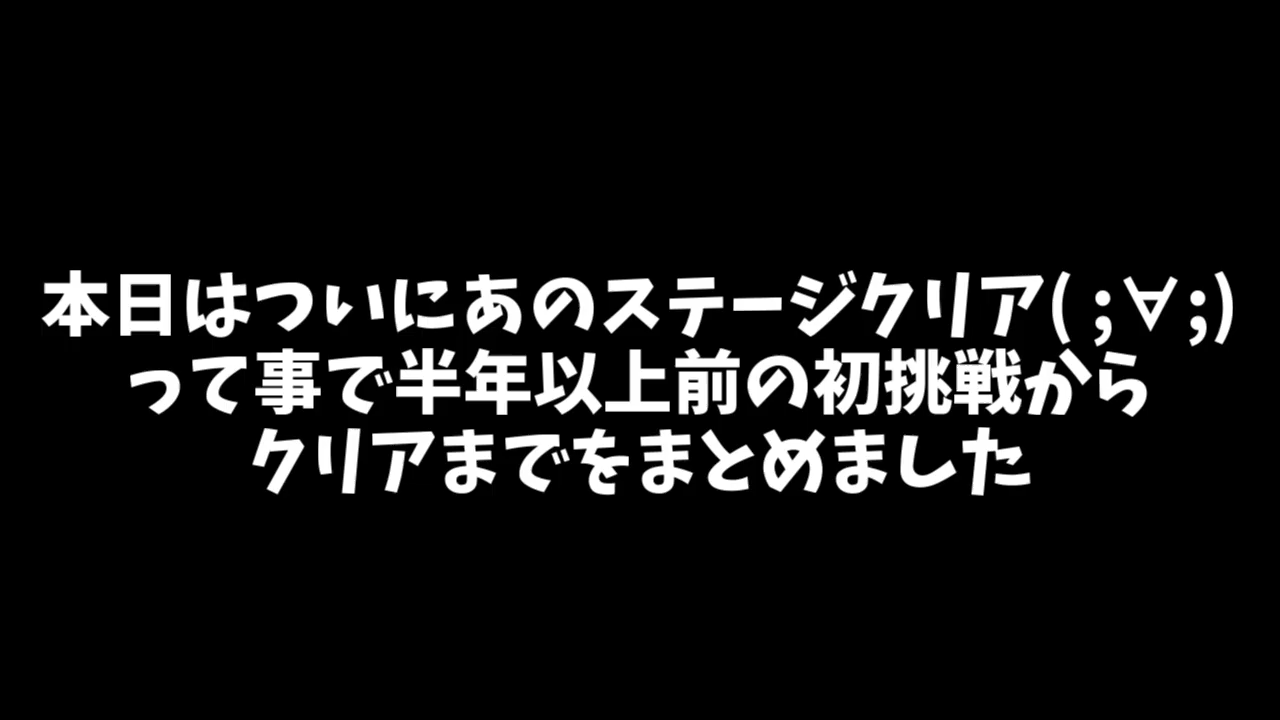 本日はついにあのステージクリア( ;∀;)
って事で半年以上前の初挑戦から
クリアまでをまとめました